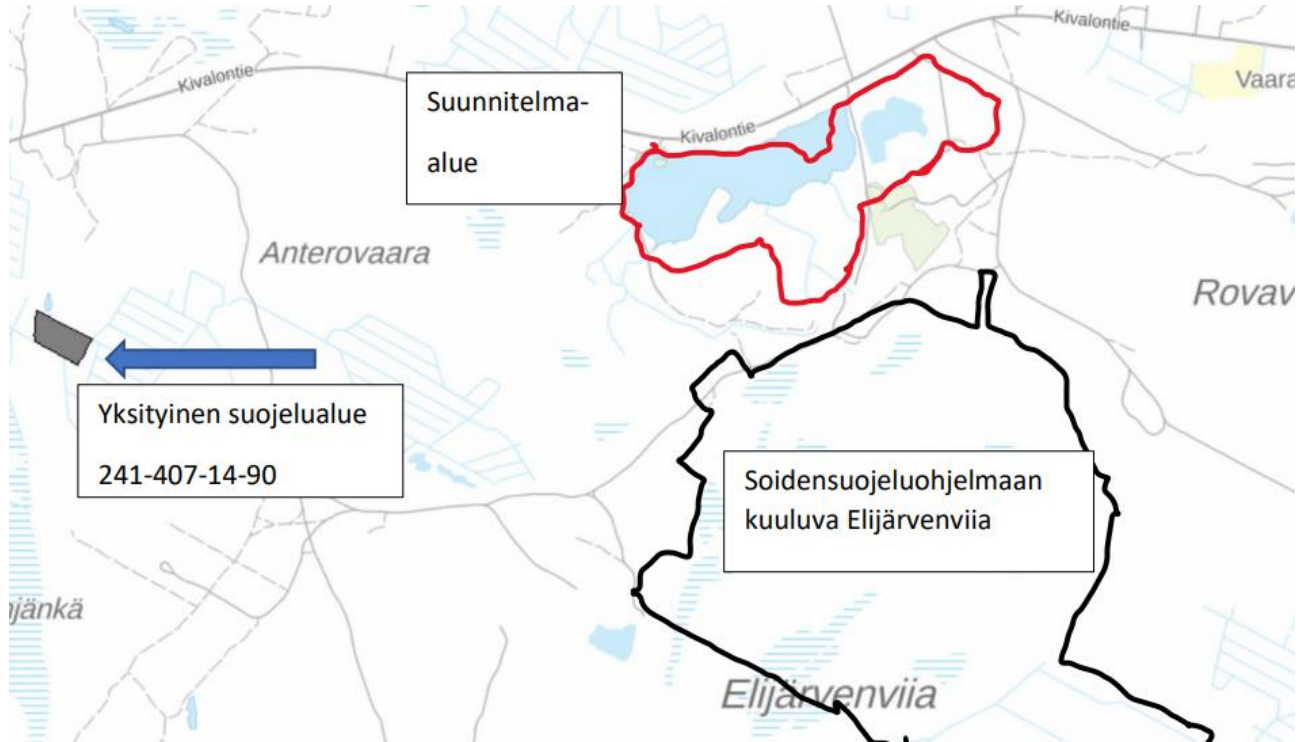 Kivalontie
Kivalontie
Vaara
Suunnitelma-
alue
Kivalontie
Anterovaara
Rovav
Yksityinen suojelualue
241-407-14-90
Soidensuojeluohjelmaan
kuuluva Elijärvenviia
jänkä
Elijärvenviia